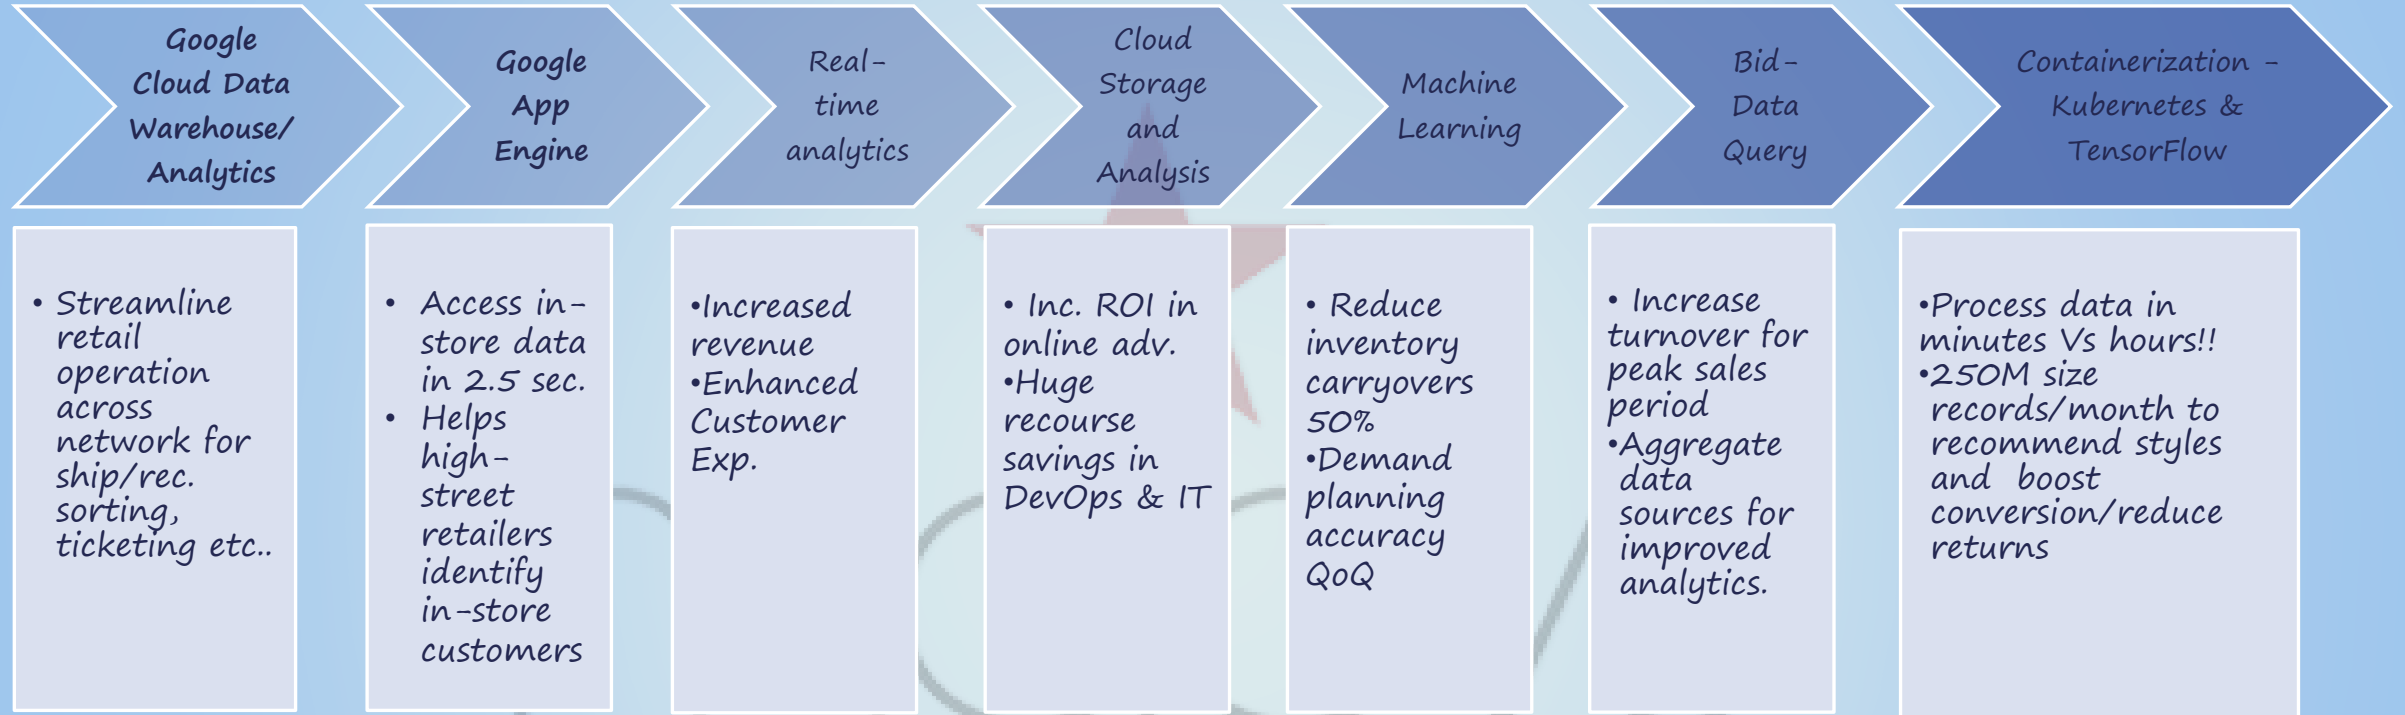 Google
Cloud Data
Warehouse/
Analytics
Google
App
Engine
Real-
time
analytics
Cloud
Storage
and
Analysis
Machine
Learning
Bid-
Data
Query
Containerization -
Kubernetes &
TensorFlow
• Streamline
retail
operation
across
network for
ship/rec.
sorting,
ticketing etc..
• Access in-
store data
in 2.5 sec.
• Helps
high-
street
retailers
identify
in-store
customers
•Increased
revenue
•Enhanced
Customer
Exp.
• Inc. ROI in
online adv.
•Huge
recourse
savings in
DevOps & IT
• Reduce
inventory
carryovers
50%
•Demand
planning
accuracy
QoQ
• Increase
turnover for
peak sales
period
•Aggregate
data
sources for
improved
analytics.
•Process data in
minutes Vs hours!!
•250M size
records/month to
recommend styles
and boost
conversion/reduce
returns